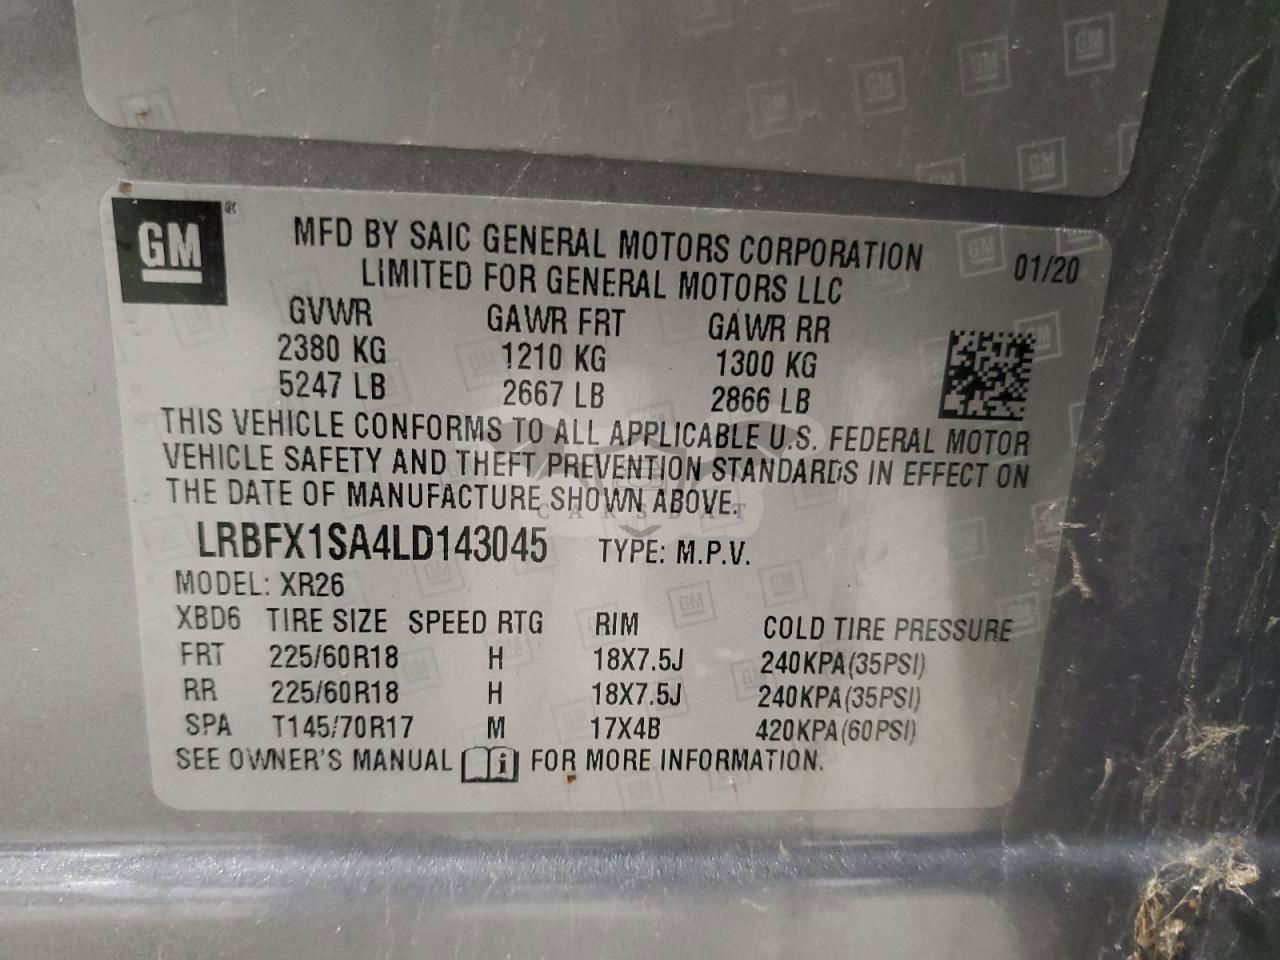 GM®
MFD BY SAIC GENERAL MOTORS CORPORATION
LIMITED FOR GENERAL MOTORS LLC
01/20
GVWR GAWR FRT GAWR RR
2380 KG 1210 KG 1300 KG
5247 LB 2667 LB 2866 LB
THIS VEHICLE CONFORMS TO ALL APPLICABLE U.S. FEDERAL MOTOR
VEHICLE SAFETY AND THEFT PREVENTION STANDARDS IN EFFECT ON
THE DATE OF MANUFACTURE SHOWN ABOVE.
CARSBAT
LRBFX1SA4LD143045 TYPE: M.P.V.
MODEL: XR26
XBD6 TIRE SIZE SPEED RTG RIM COLD TIRE PRESSURE
FRT 225/60R18 H 18X7.5J 240KPA(35PSI)
RR 225/60R18 H 18X7.5J 240KPA(35PSI)
SPA T145/70R17 M 17X4B 420KPA(60PSI)
SEE OWNER'S MANUAL i FOR MORE INFORMATION.